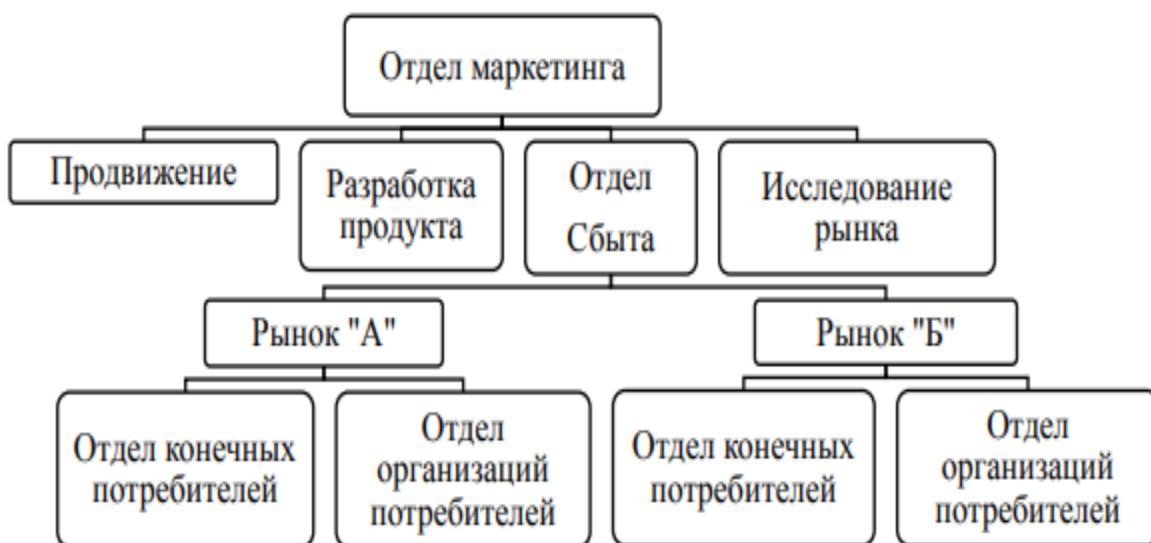 Отдел маркетинга
Продвижение
Разработка
продукта
Отдел
Сбыта
Исследование
рынка
Рынок "А"
Рынок "Б"
Отдел конечных
потребителей
Отдел
организаций
потребителей
Отдел конечных
потребителей
Отдел
организаций
потребителей